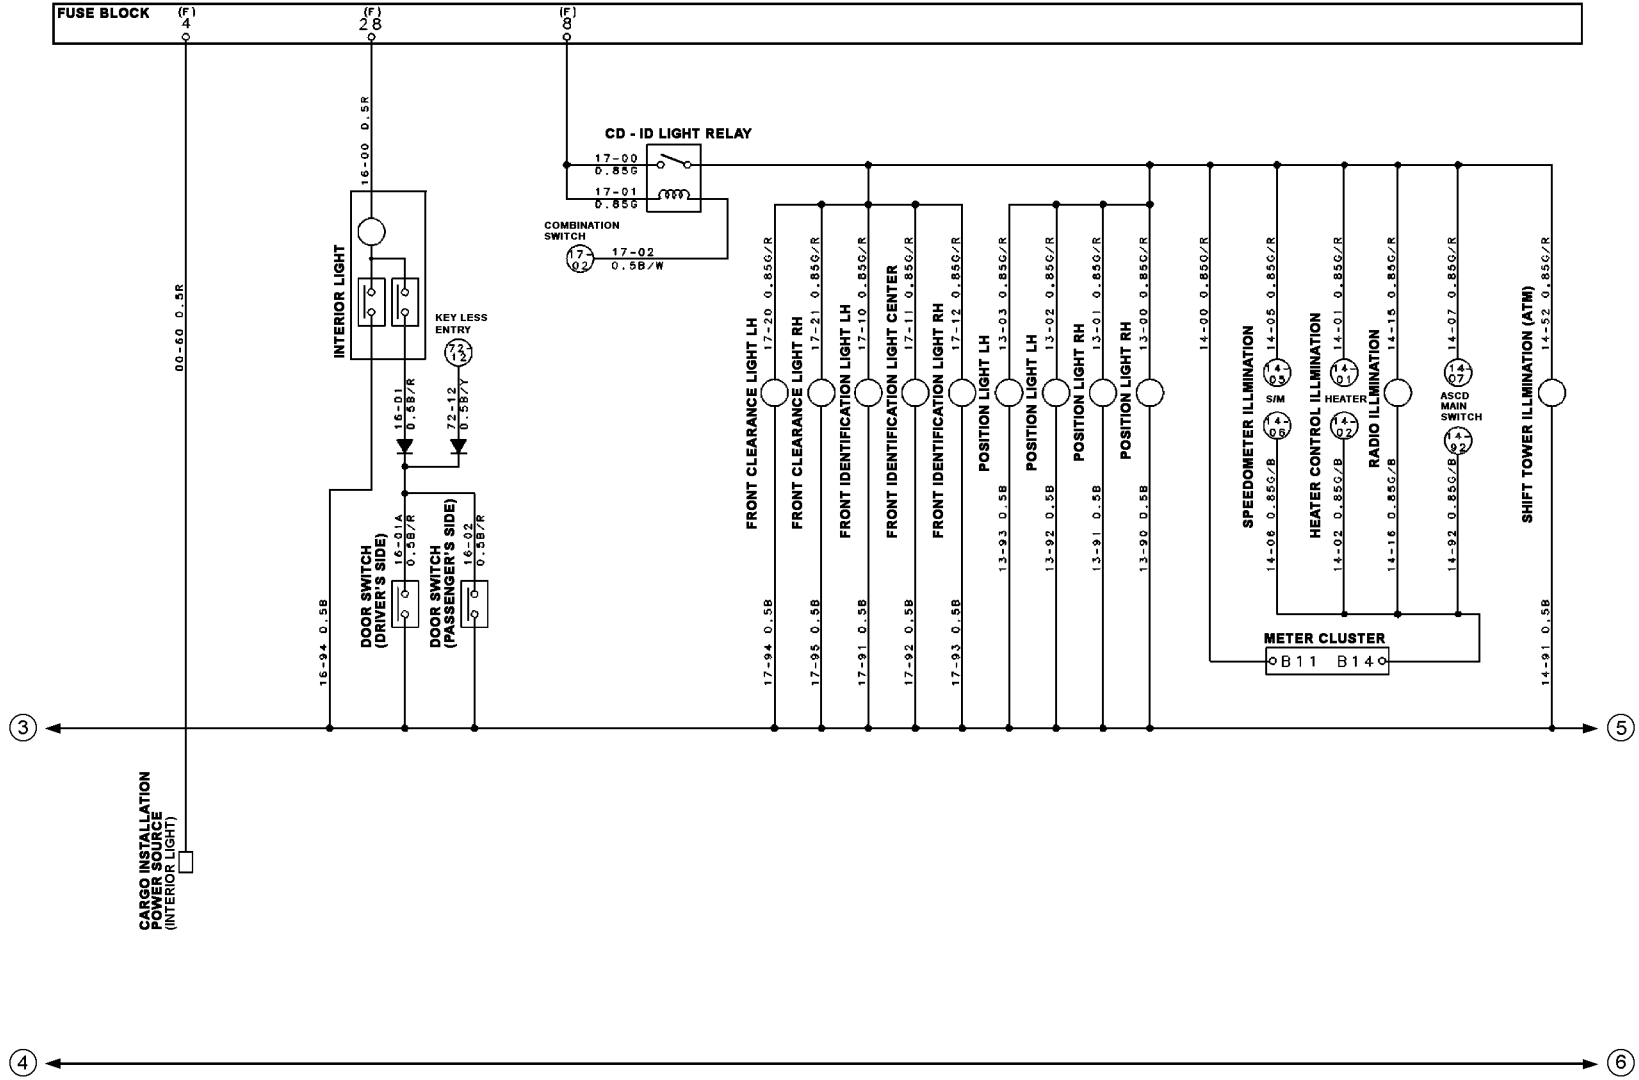 FUSE BLOCK
(F)
4
(F)
28
(F)
8
CD - ID LIGHT RELAY
17-00
0.85G
17-01
0.85G
COMBINATION
SWITCH
17-
02
17-02
0.5B/W
00-60 0.5R
16-00 0.5R
INTERIOR LIGHT
KEY LESS
ENTRY
72-
12
16-01
0.5B/R
72-12
0.5B/Y
16-94 0.5B
16-01A
0.5B/R
16-02
0.5B/R
DOOR SWITCH
(DRIVER'S SIDE)
DOOR SWITCH
(PASSENGER'S SIDE)
FRONT CLEARANCE LIGHT LH
17-20 0.85G/R
17-94 0.5B
FRONT CLEARANCE LIGHT RH
17-21 0.85G/R
17-95 0.5B
FRONT IDENTIFICATION LIGHT LH
17-10 0.85G/R
17-91 0.5B
FRONT IDENTIFICATION LIGHT CENTER
17-11 0.85G/R
17-92 0.5B
FRONT IDENTIFICATION LIGHT RH
17-12 0.85G/R
17-93 0.5B
POSITION LIGHT LH
13-03 0.85G/R
13-93 0.5B
POSITION LIGHT LH
13-02 0.85G/R
13-92 0.5B
POSITION LIGHT RH
13-01 0.85G/R
13-91 0.5B
POSITION LIGHT RH
13-00 0.85G/R
13-90 0.5B
14-00 0.85G/R
SPEEDOMETER ILLMINATION
14-05 0.85G/R
14-
05
S/M
14-
06
14-06 0.85G/B
HEATER CONTROL ILLMINATION
14-01 0.85G/R
14-
01
HEATER
14-
02
14-02 0.85G/B
RADIO ILLMINATION
14-15 0.85G/R
14-16 0.85G/B
14-07 0.85G/R
14-
07
ASCD
MAIN
SWITCH
14-
92
14-92 0.85G/B
SHIFT TOWER ILLMINATION (ATM)
14-52 0.85G/R
14-91 0.5B
METER CLUSTER
B11 B14
3
5
CARGO INSTALLATION
POWER SOURCE
(INTERIOR LIGHT)
4
6